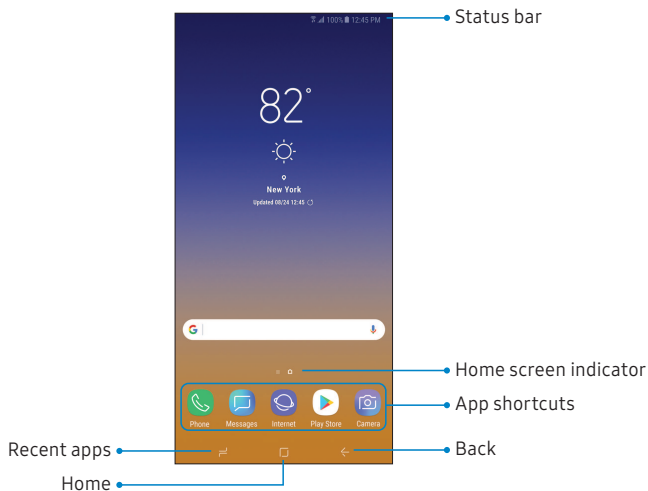 100% 12:45 PM
Status bar
82°
New York
Updated 08/24 12:45
G
Home screen indicator
App shortcuts
Phone Messages Internet Play Store Camera
Recent apps
Back
Home